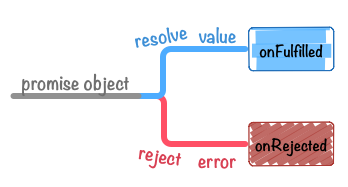 resolve value
onFulfilled
promise object
onRejected
reject error